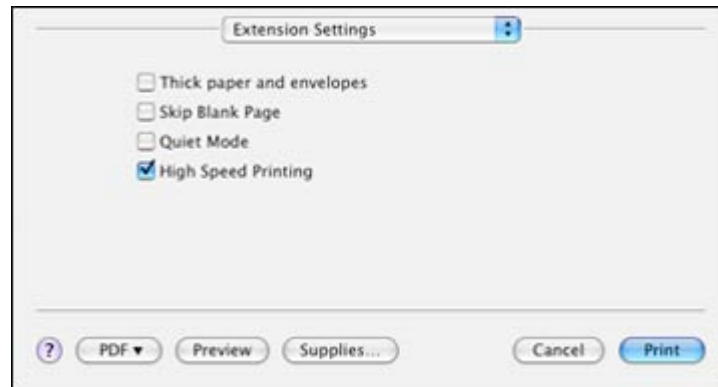 Extension Settings
Thick paper and envelopes
Skip Blank Page
Quiet Mode
High Speed Printing
? PDF▼ Preview Supplies... Cancel Print